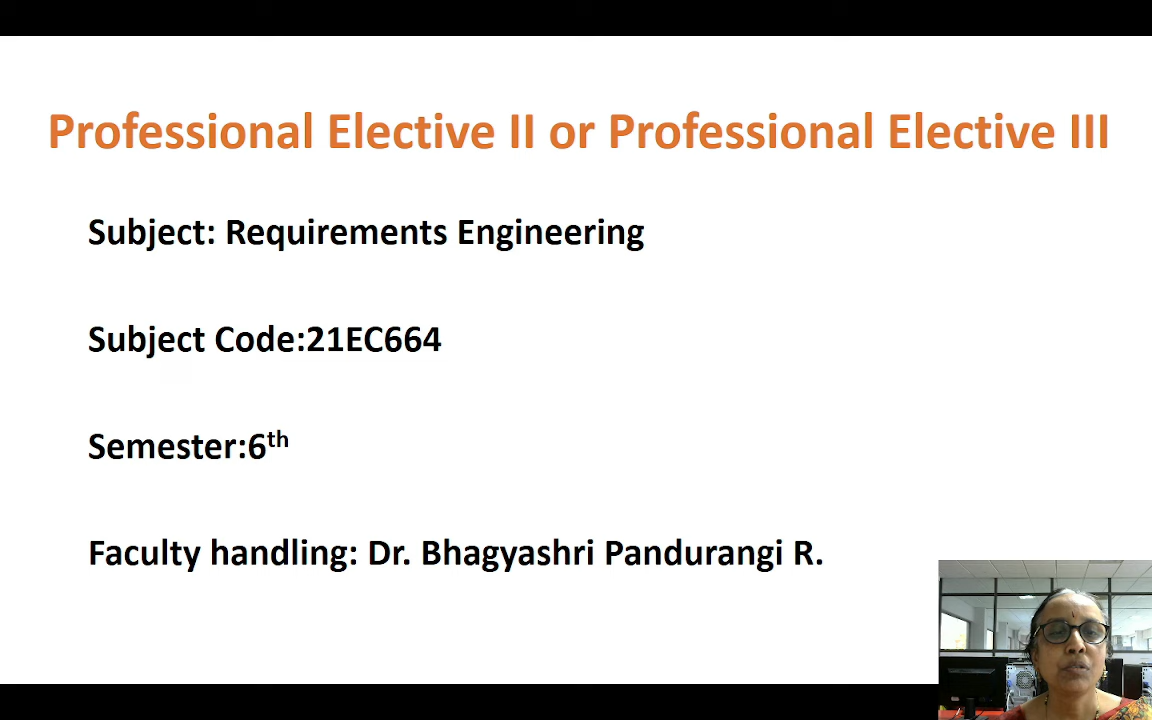 Professional Elective II or Professional Elective III
Subject: Requirements Engineering
Subject Code:21EC664
Semester:6th
Faculty handling: Dr. Bhagyashri Pandurangi R.